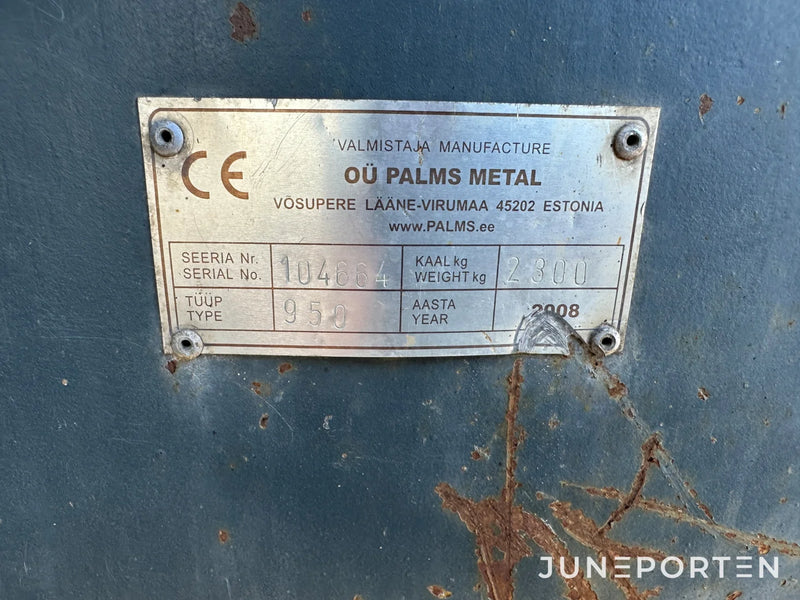 CE
VALMISTAJA MANUFACTURE
OÜ PALMS METAL
VÕSUPERE LÄÄNE-VIRUMAA 45202 ESTONIA
www.PALMS.ee
SEERIA Nr.
SERIAL No.
104664
KAAL kg
WEIGHT kg
2300
TÜÜP
TYPE
950
AASTA
YEAR
2008
JUNEPORTEN